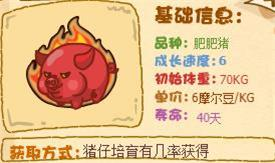 基础信息:
品种: 肥肥猪
成长速度: 6
初始体重: 70KG
单价: 6摩尔豆/KG
寿命: 40天
获取方式: 猪仔培育有几率获得